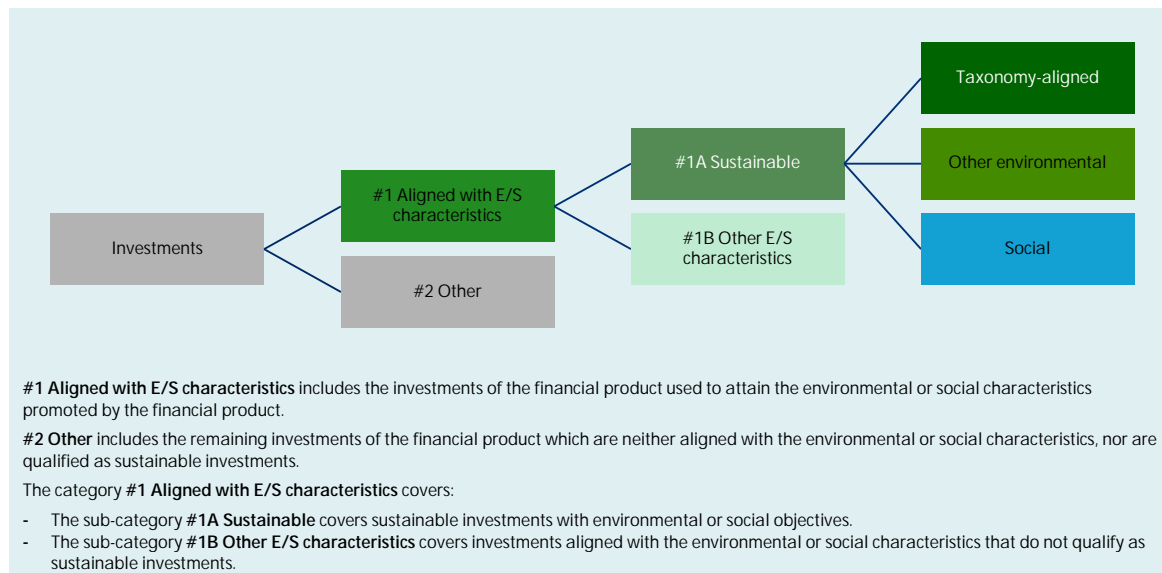 Taxonomy-aligned
#1A Sustainable
Other environmental
#1 Aligned with E/S
characteristics
Investments
#1B Other E/S
characteristics
Social
#2 Other
#1 Aligned with E/S characteristics includes the investments of the financial product used to attain the environmental or social characteristics
promoted by the financial product.
#2 Other includes the remaining investments of the financial product which are neither aligned with the environmental or social characteristics, nor are
qualified as sustainable investments.
The category #1 Aligned with E/S characteristics covers:
- The sub-category #1A Sustainable covers sustainable investments with environmental or social objectives.
- The sub-category #1B Other E/S characteristics covers investments aligned with the environmental or social characteristics that do not qualify as
sustainable investments.